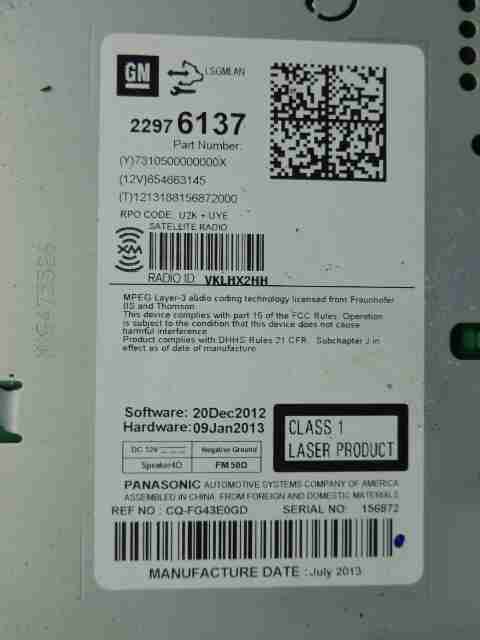 GM
LSGMLAN
22976137
Part Number:
(Y)7310500000000X
(12V)654663145
(T)1213188156872000
RPO CODE: U2K + UYE
SATELLITE RADIO
XM
RADIO ID: VKLHX2HH
MPEG Layer-3 audio coding technology licensed from Fraunhofer
IIS and Thomson.
This device complies with part 15 of the FCC Rules. Operation
is subject to the condition that this device does not cause
harmful interference.
Product complies with DHHS Rules 21 CFR. Subchapter J in
effect as of date of manufacture
Software: 20Dec2012
Hardware: 09Jan2013
CLASS 1
LASER PRODUCT
DC 12V
Negative Ground
Speaker4Ω
FM 50Ω
PANASONIC AUTOMOTIVE SYSTEMS COMPANY OF AMERICA
ASSEMBLED IN CHINA FROM FOREIGN AND DOMESTIC MATERIALS
REF NO : CQ-FG43E0GD SERIAL NO: 156872
MANUFACTURE DATE : July 2013